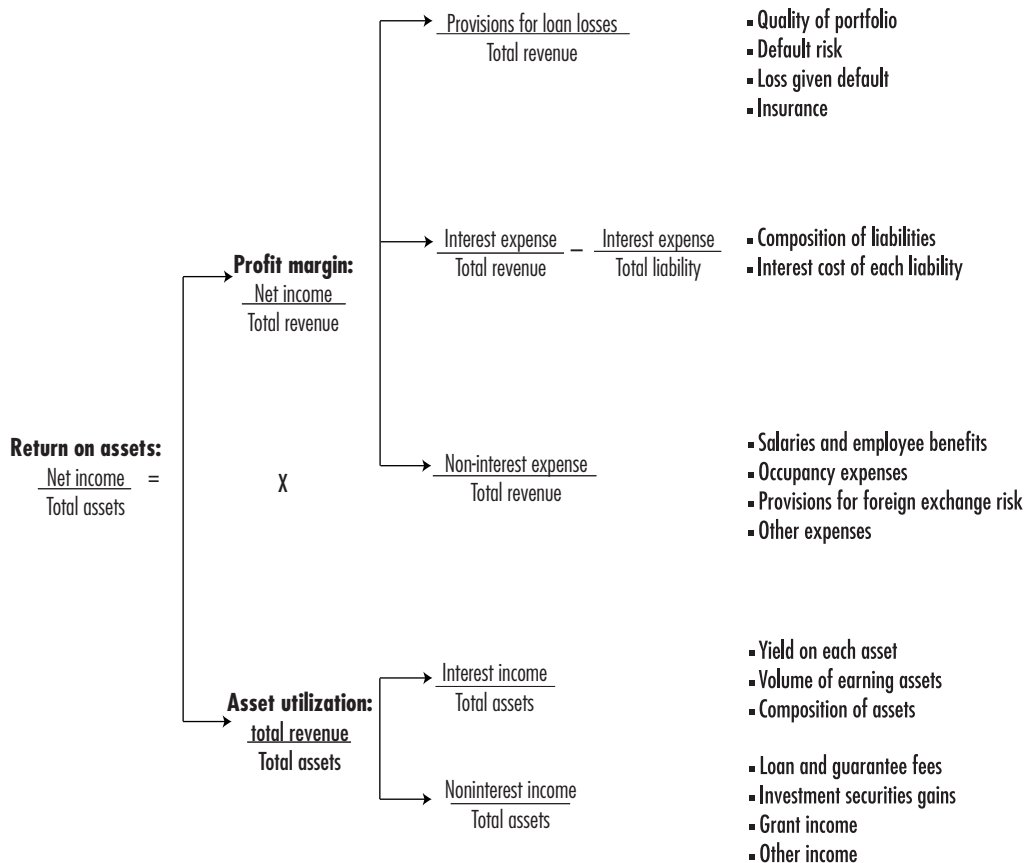 Provisions for loan losses
Total revenue
▪ Quality of portfolio
▪ Default risk
▪ Loss given default
▪ Insurance
Interest expense – Interest expense
Total revenue Total liability
▪ Composition of liabilities
▪ Interest cost of each liability
Profit margin:
Net income
Total revenue
Return on assets:
Net income =
Total assets
X
Non-interest expense
Total revenue
▪ Salaries and employee benefits
▪ Occupancy expenses
▪ Provisions for foreign exchange risk
▪ Other expenses
Asset utilization:
total revenue
Total assets
Interest income
Total assets
▪ Yield on each asset
▪ Volume of earning assets
▪ Composition of assets
Noninterest income
Total assets
▪ Loan and guarantee fees
▪ Investment securities gains
▪ Grant income
▪ Other income